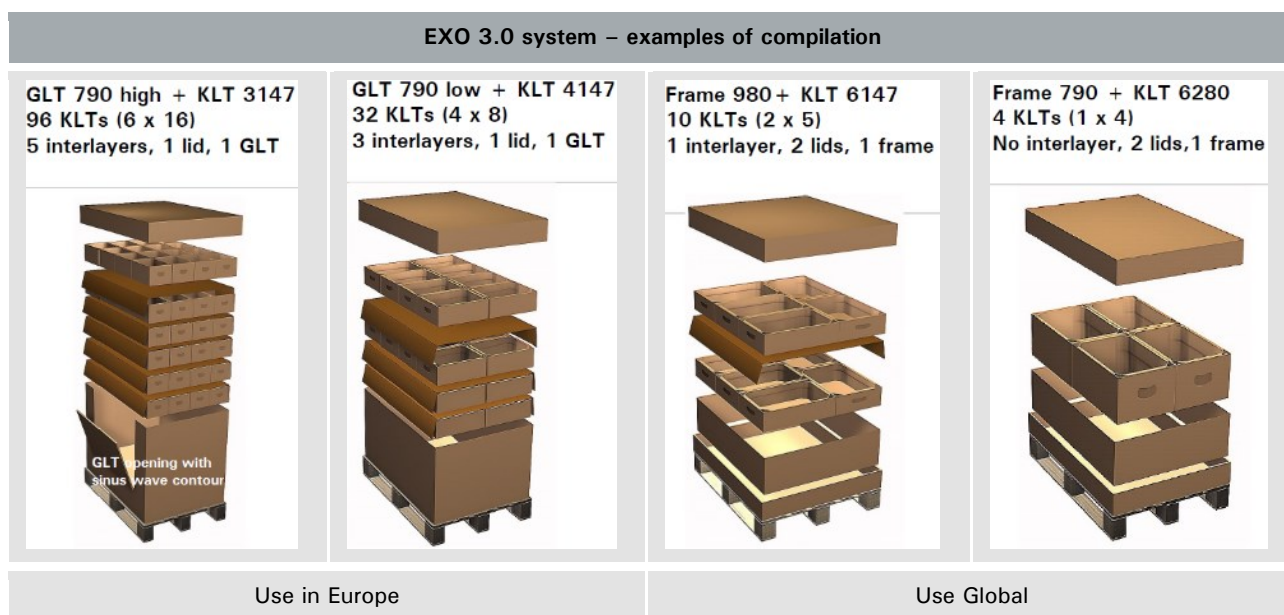 EXO 3.0 system – examples of compilation
GLT 790 high + KLT 3147
96 KLTs (6 x 16)
5 interlayers, 1 lid, 1 GLT
GLT opening with
sinus wave contour
GLT 790 low + KLT 4147
32 KLTs (4 x 8)
3 interlayers, 1 lid, 1 GLT
Frame 980+ KLT 6147
10 KLTs (2 x 5)
1 interlayer, 2 lids, 1 frame
Frame 790 + KLT 6280
4 KLTs (1 x 4)
No interlayer, 2 lids,1 frame
Use in Europe
Use Global